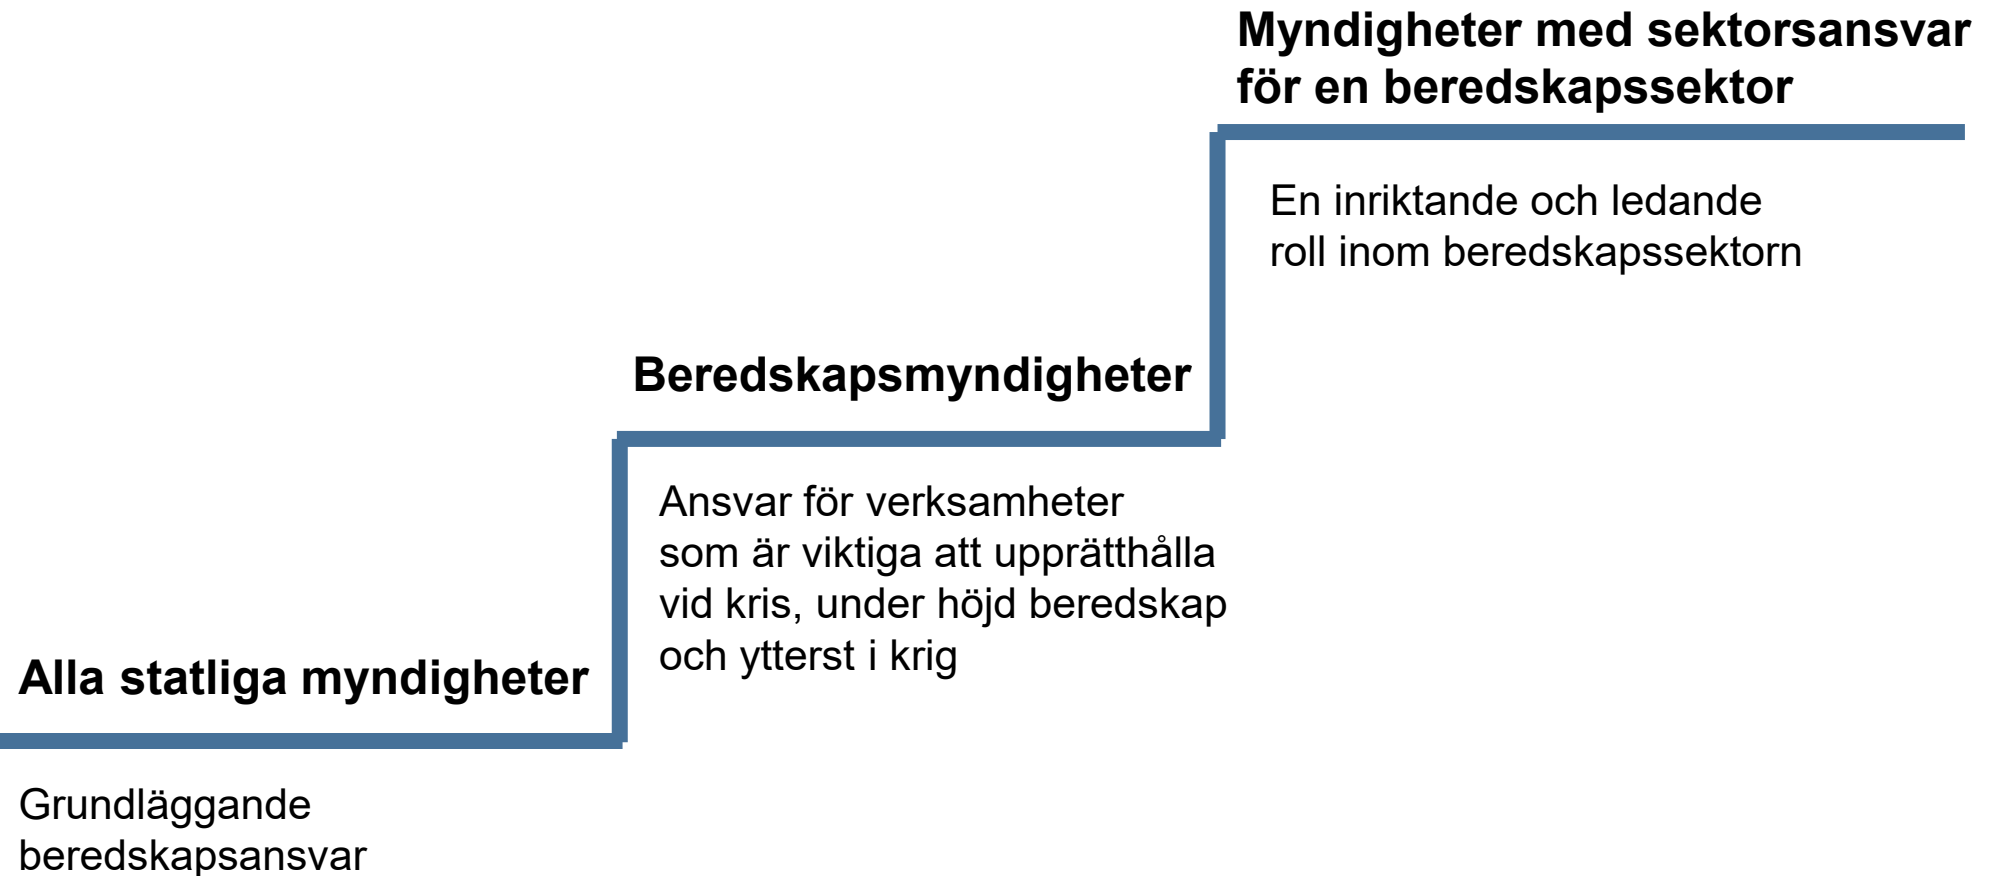 Myndigheter med sektorsansvar
för en beredskapssektor
En inriktande och ledande
roll inom beredskapssektorn
Beredskapsmyndigheter
Ansvar för verksamheter
som är viktiga att upprätthålla
vid kris, under höjd beredskap
och ytterst i krig
Alla statliga myndigheter
Grundläggande
beredskapsansvar